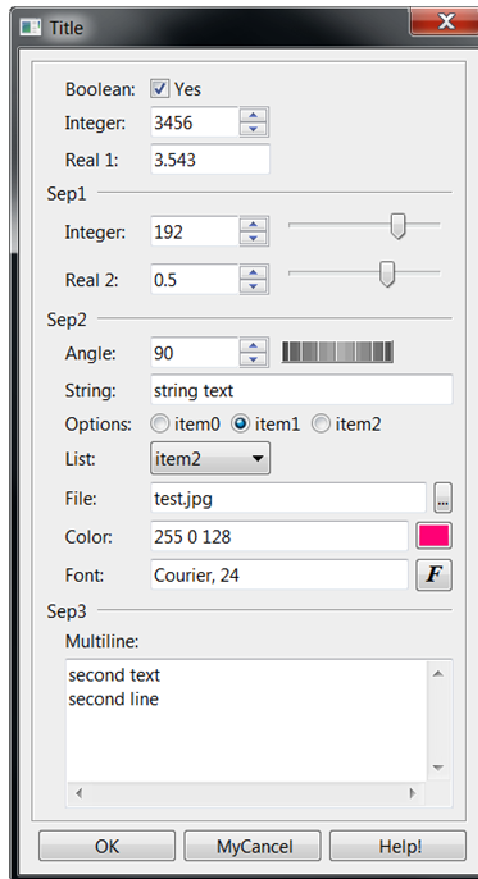 Title
Boolean: Yes
Integer: 3456
Real 1: 3.543
Sep1
Integer: 192
Real 2: 0.5
Sep2
Angle: 90
String: string text
Options: item0 item1 item2
List: item2
File: test.jpg ...
Color: 255 0 128
Font: Courier, 24 F
Sep3
Multiline:
second text
second line
OK MyCancel Help!